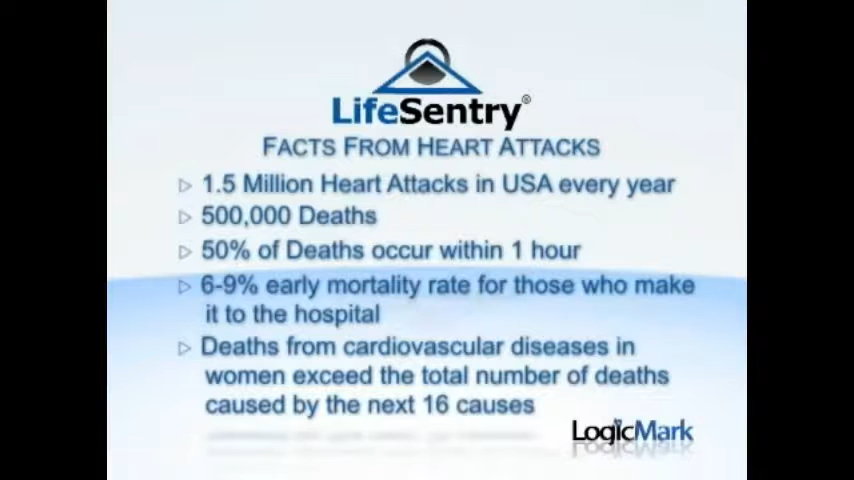 LifeSentry®
FACTS FROM HEART ATTACKS
▷ 1.5 Million Heart Attacks in USA every year
▷ 500,000 Deaths
▷ 50% of Deaths occur within 1 hour
▷ 6-9% early mortality rate for those who make
it to the hospital
▷ Deaths from cardiovascular diseases in
women exceed the total number of deaths
caused by the next 16 causes
LogicMark